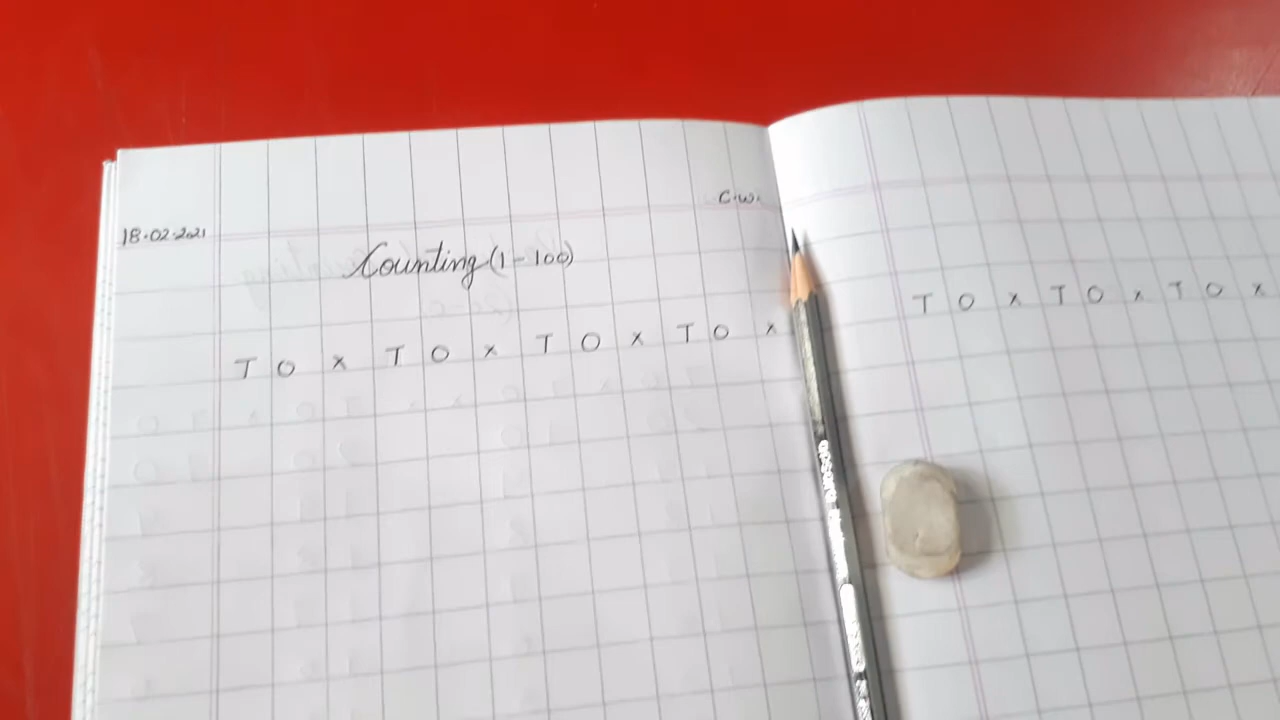 C.W.
18.02.2021
Counting (1-100)
T O x T O x T O x T O x
T O x T O x T O x